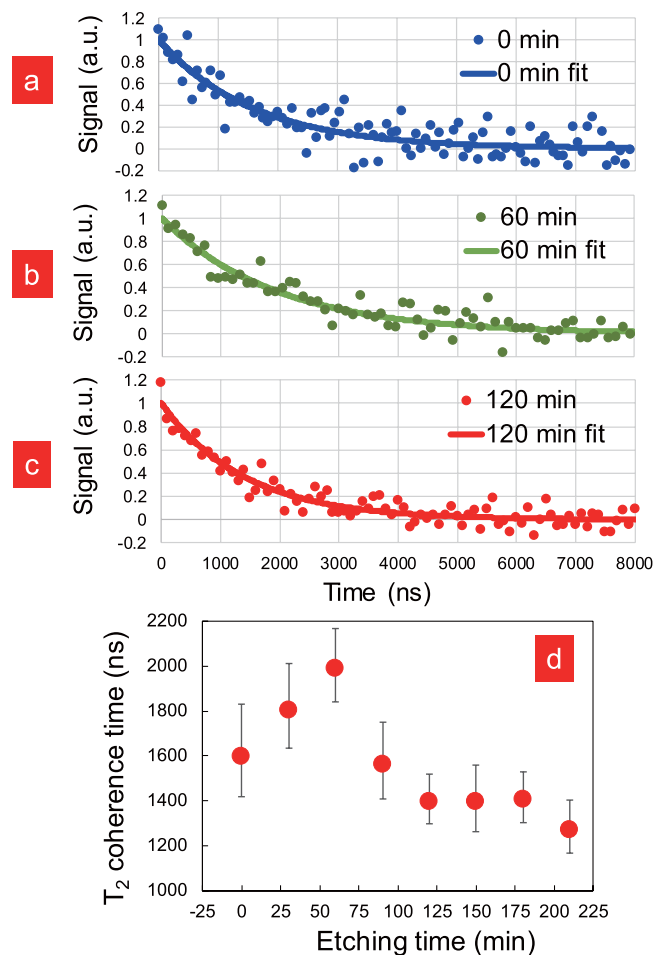 a
Signal (a.u.)
1.2
1
0.8
0.6
0.4
0.2
0
-0.2
0 min
0 min fit
b
Signal (a.u.)
1.2
1
0.8
0.6
0.4
0.2
0
-0.2
60 min
60 min fit
c
Signal (a.u.)
1.2
1
0.8
0.6
0.4
0.2
0
-0.2
120 min
120 min fit
0 1000 2000 3000 4000 5000 6000 7000 8000
Time (ns)
d
T₂ coherence time (ns)
2200
2000
1800
1600
1400
1200
1000
-25 0 25 50 75 100 125 150 175 200 225
Etching time (min)